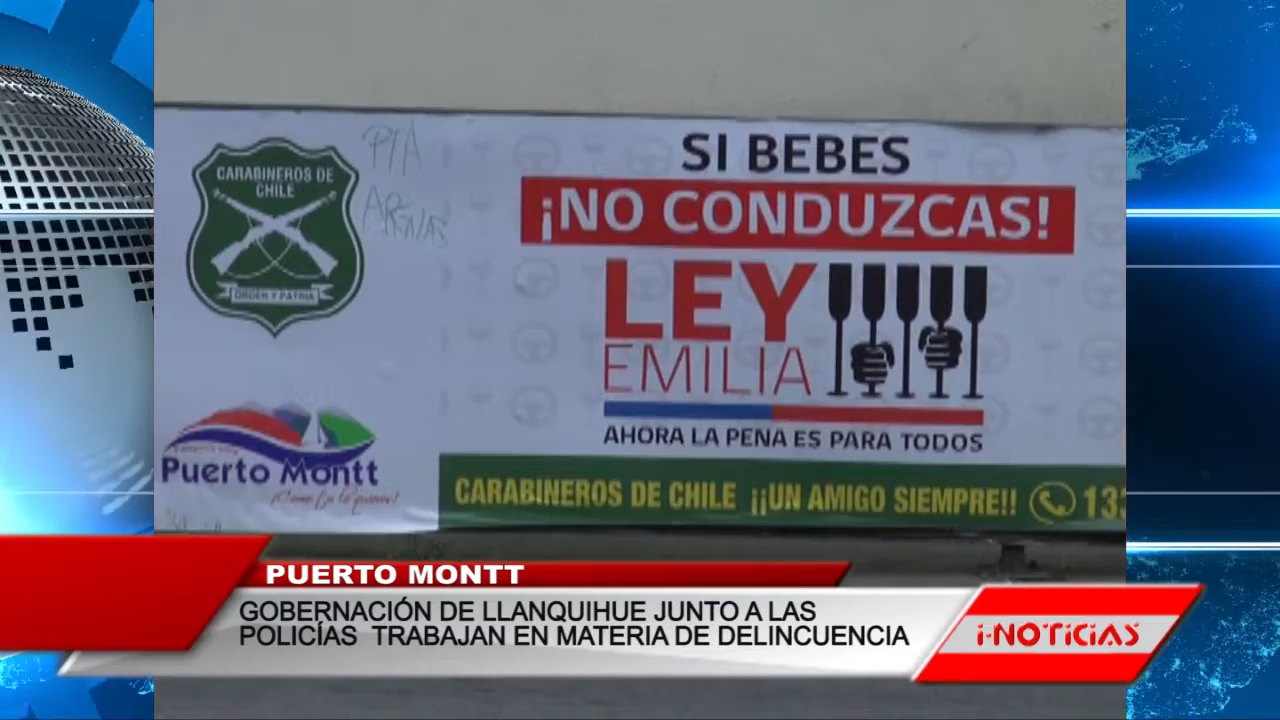 CARABINEROS DE
CHILE
ORDEN Y PATRIA
PTA
ARENAS
SI BEBES
¡NO CONDUZCAS!
LEY
EMILIA
AHORA LA PENA ES PARA TODOS
Puerto Montt
CARABINEROS DE CHILE ¡¡UN AMIGO SIEMPRE!! 133
PUERTO MONTT
GOBERNACIÓN DE LLANQUIHUE JUNTO A LAS
POLICÍAS TRABAJAN EN MATERIA DE DELINCUENCIA
i-NOTICIAS